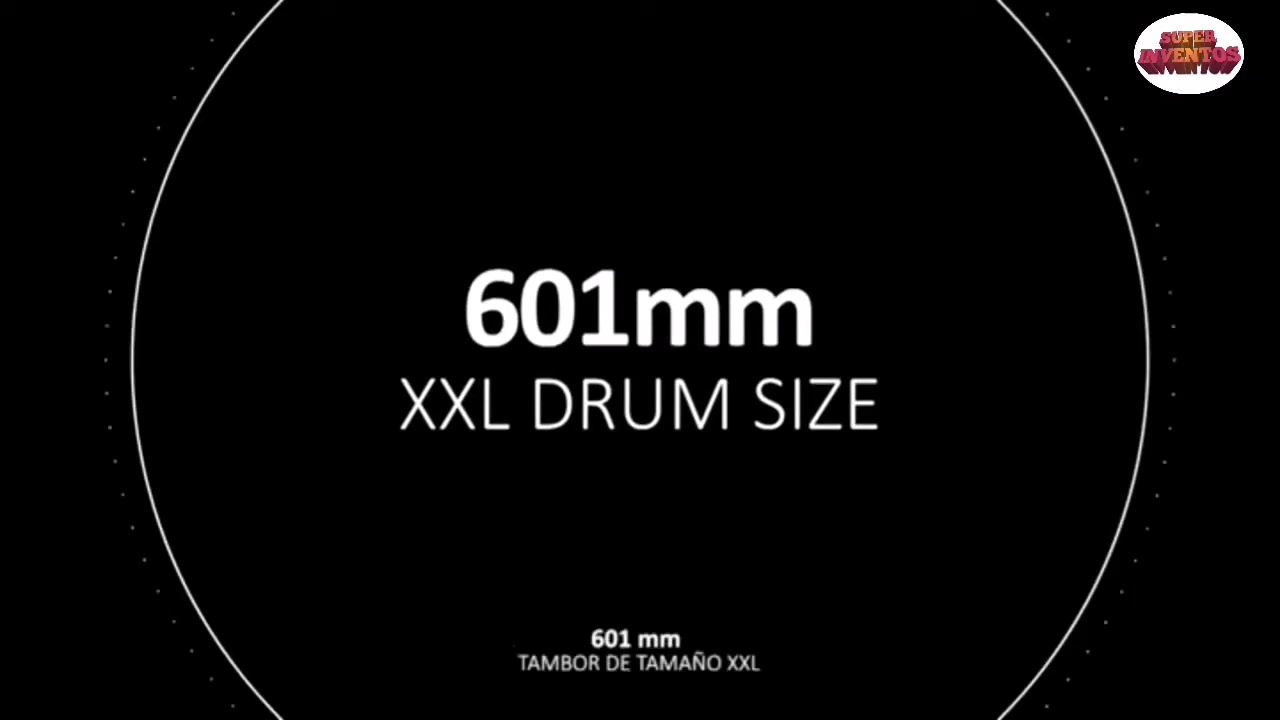 SUPER
INVENTOS
601mm
XXL DRUM SIZE
601 mm
TAMBOR DE TAMAÑO XXL